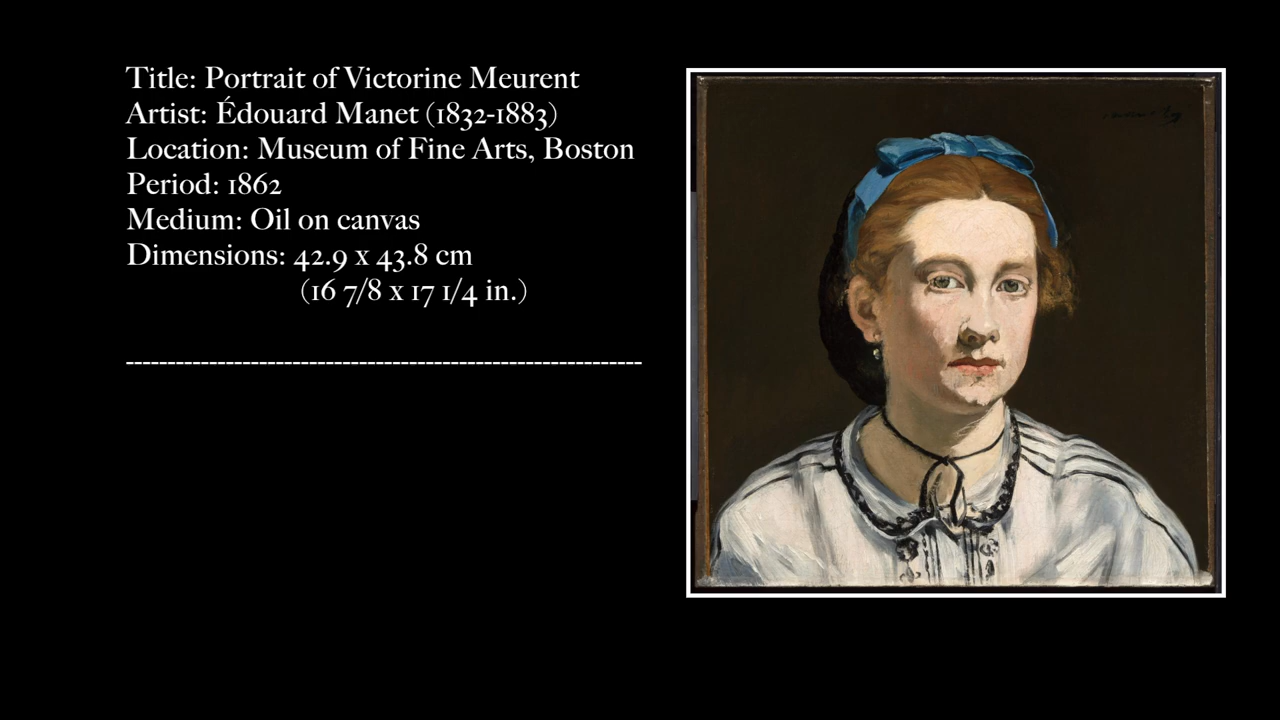 Title: Portrait of Victorine Meurent
Artist: Édouard Manet (1832-1883)
Location: Museum of Fine Arts, Boston
Period: 1862
Medium: Oil on canvas
Dimensions: 42.9 x 43.8 cm
(16 7/8 x 17 1/4 in.)